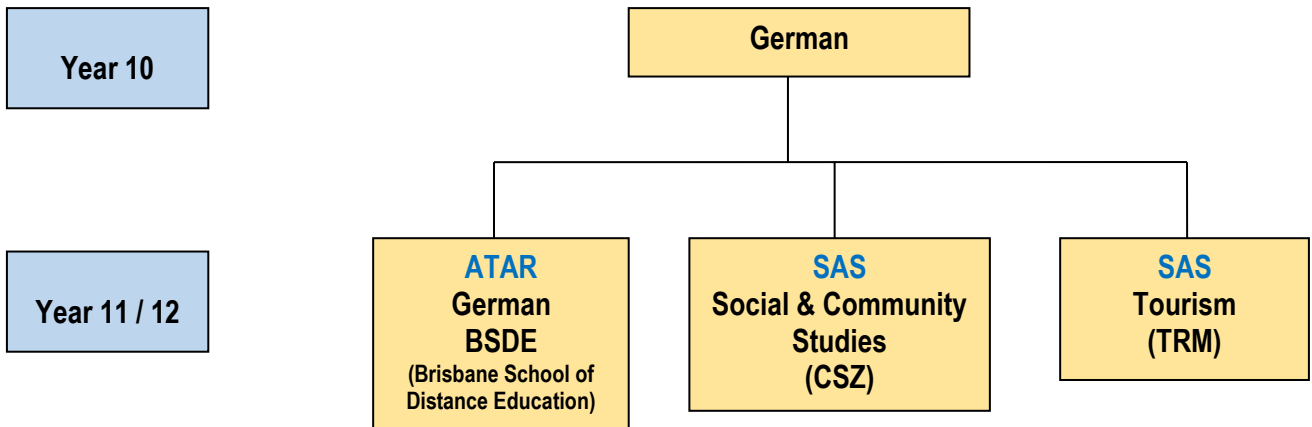 Year 10
German
Year 11 / 12
ATAR
German
BSDE
(Brisbane School of
Distance Education)
SAS
Social & Community
Studies
(CSZ)
SAS
Tourism
(TRM)